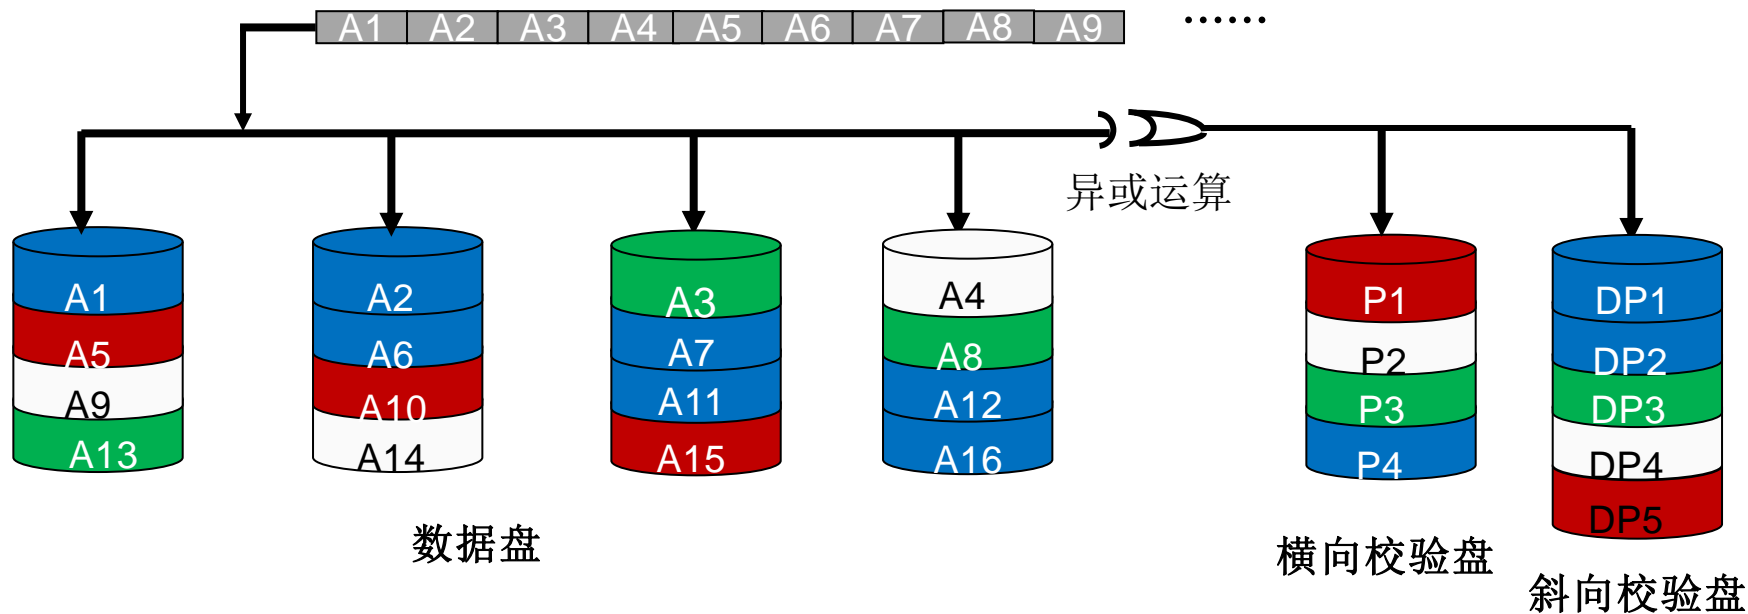 A1 A2 A3 A4 A5 A6 A7 A8 A9 ······
异或运算
A1 A2 A3 A4 P1 DP1
A5 A6 A7 A8 P2 DP2
A9 A10 A11 A12 P3 DP3
A13 A14 A15 A16 P4 DP4
DP5
数据盘
横向校验盘
斜向校验盘